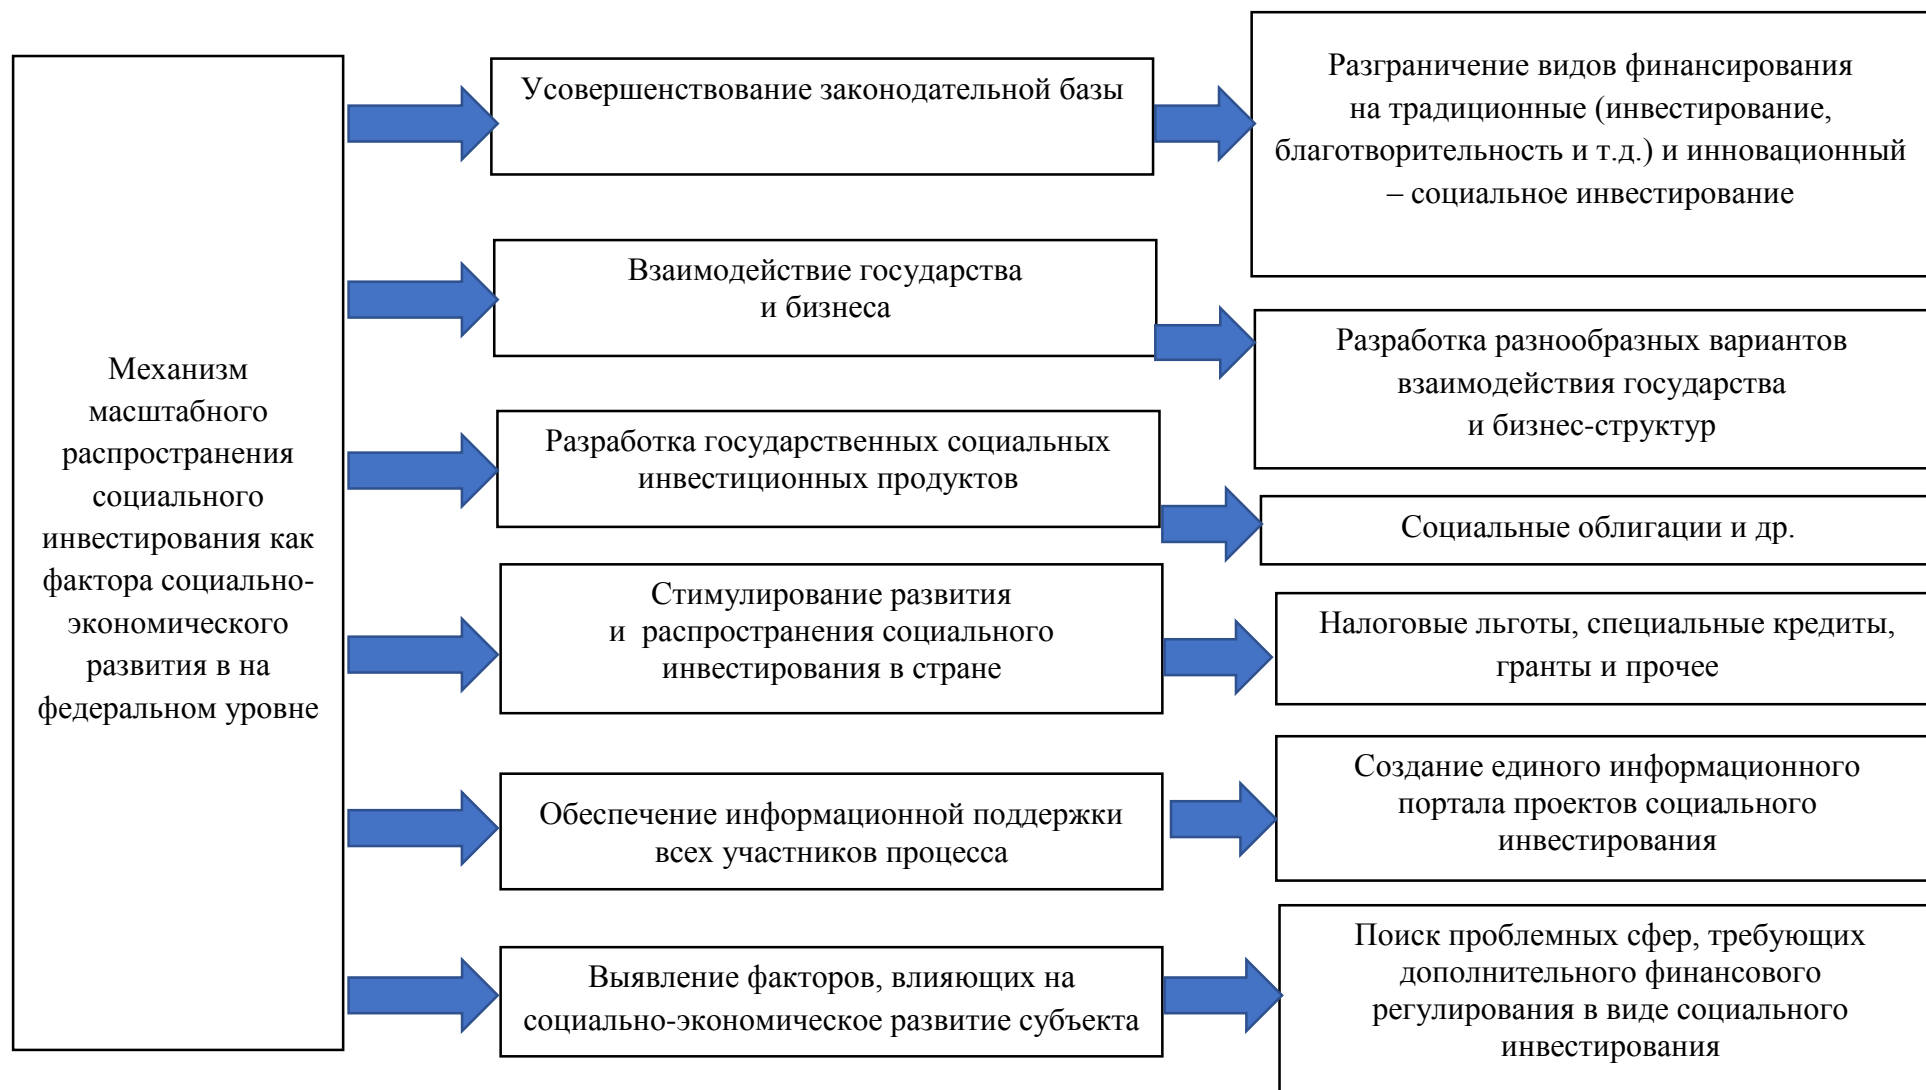 Механизм
масштабного
распространения
социального
инвестирования как
фактора социально-
экономического
развития в на
федеральном уровне
Усовершенствование законодательной базы
Разграничение видов финансирования
на традиционные (инвестирование,
благотворительность и т.д.) и инновационный
– социальное инвестирование
Взаимодействие государства
и бизнеса
Разработка разнообразных вариантов
взаимодействия государства
и бизнес-структур
Разработка государственных социальных
инвестиционных продуктов
Социальные облигации и др.
Стимулирование развития
и распространения социального
инвестирования в стране
Налоговые льготы, специальные кредиты,
гранты и прочее
Обеспечение информационной поддержки
всех участников процесса
Создание единого информационного
портала проектов социального
инвестирования
Выявление факторов, влияющих на
социально-экономическое развитие субъекта
Поиск проблемных сфер, требующих
дополнительного финансового
регулирования в виде социального
инвестирования